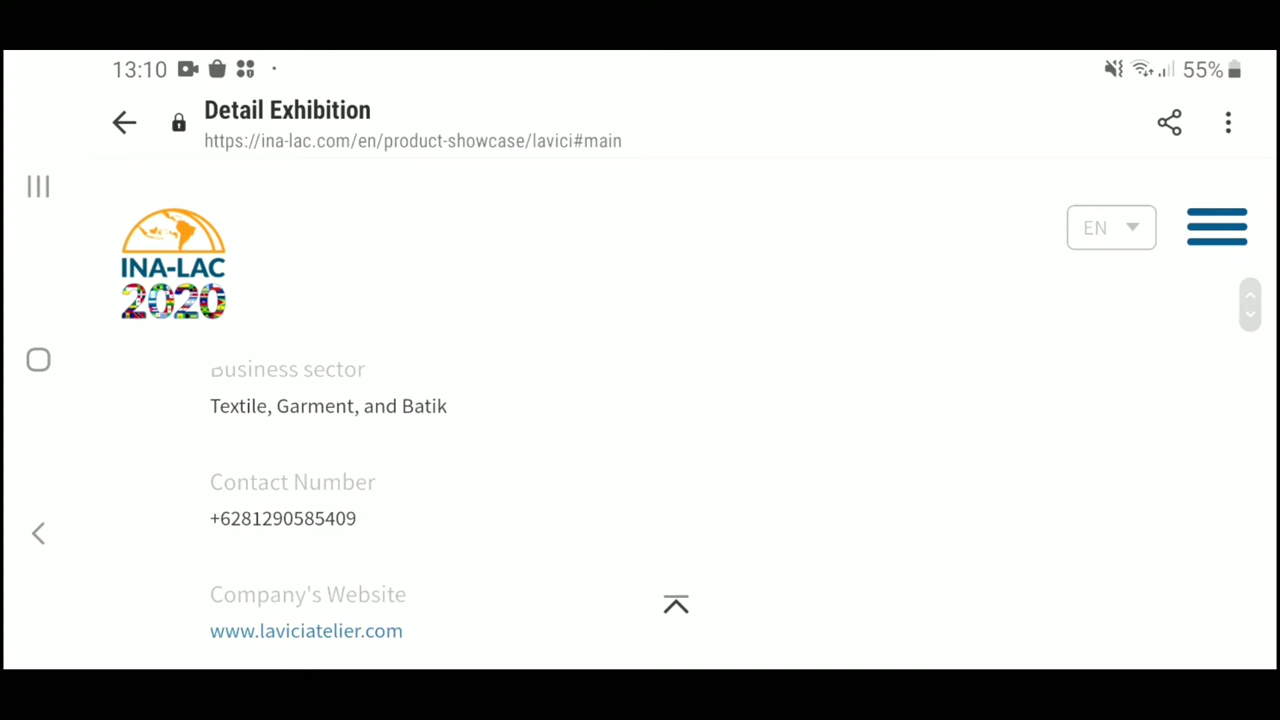 13:10
55%
Detail Exhibition
https://ina-lac.com/en/product-showcase/lavici#main
INA-LAC
2020
EN
Business sector
Textile, Garment, and Batik
Contact Number
+6281290585409
Company's Website
www.laviciatelier.com